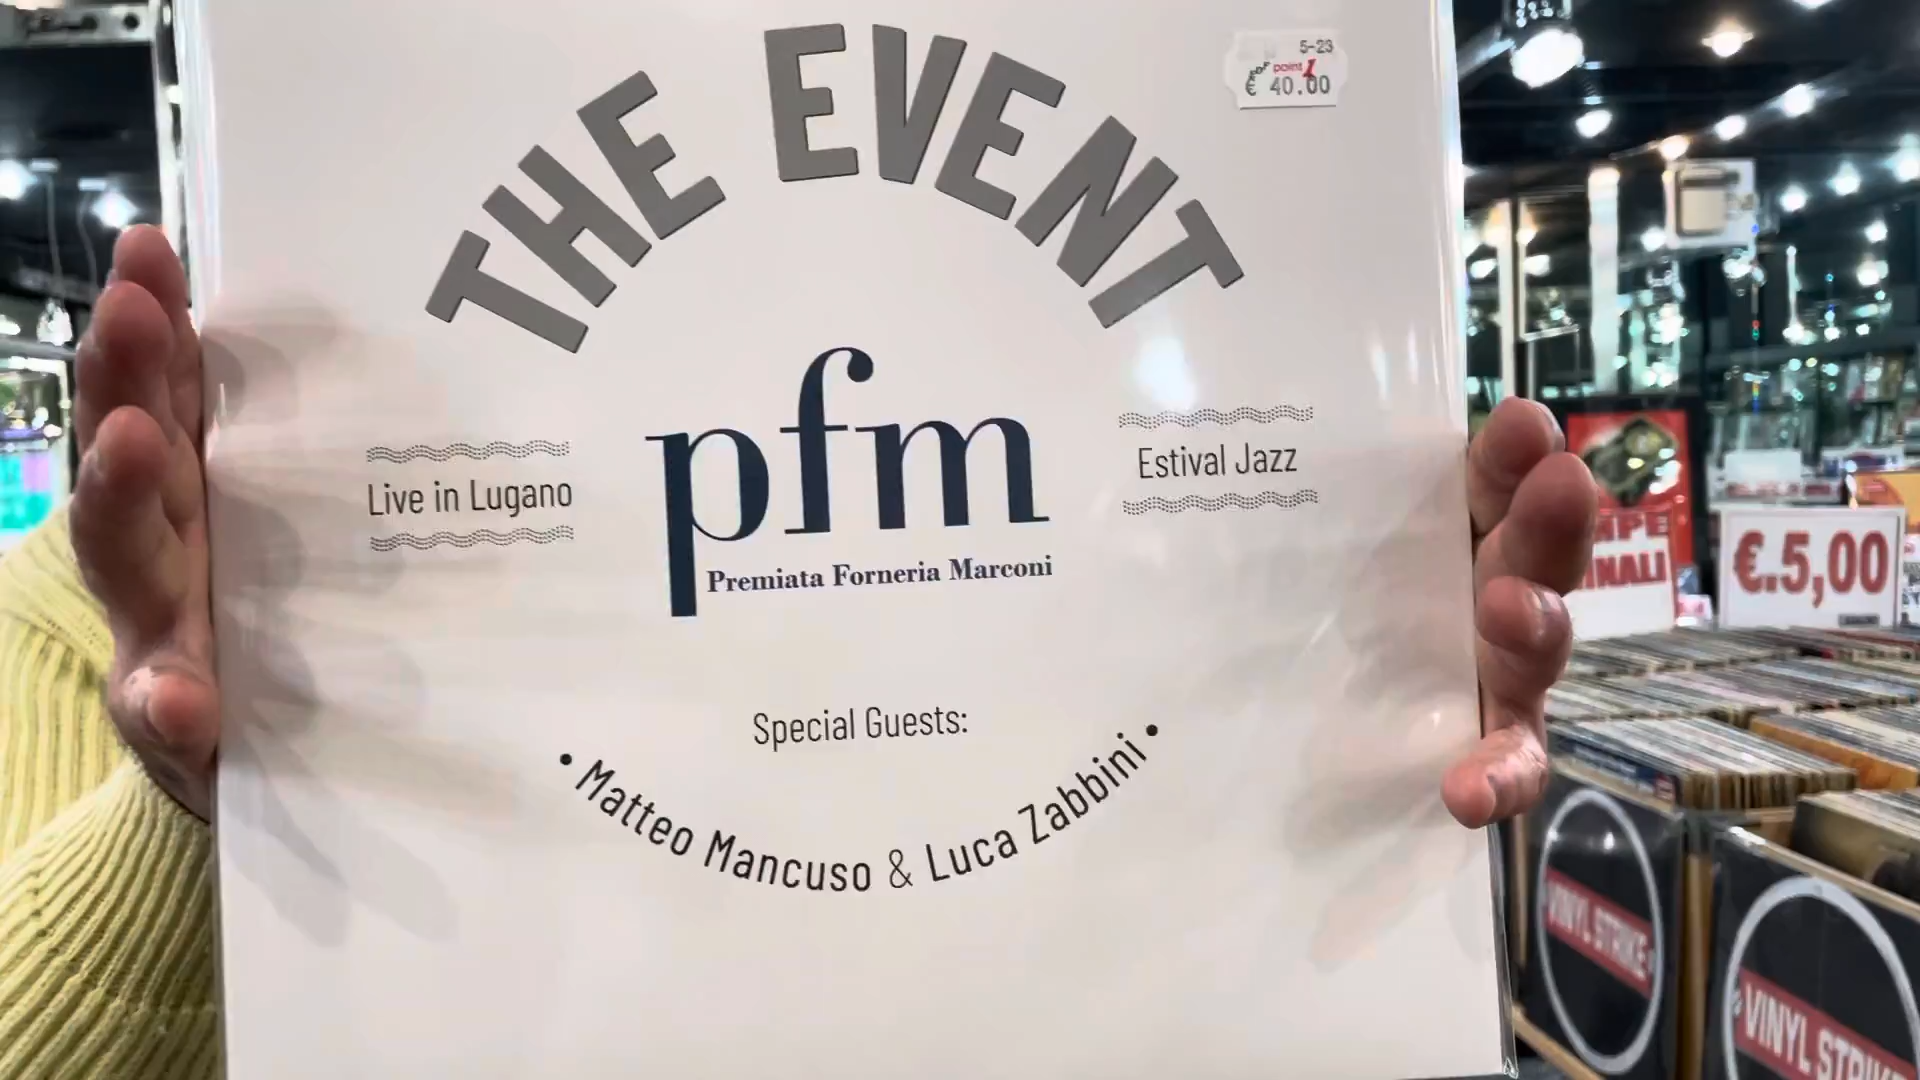 THE EVENT
5-23
point
€ 40.00
Live in Lugano
pfm
Premiata Forneria Marconi
Estival Jazz
Special Guests:
• Matteo Mancuso & Luca Zabbini •
€.5,00
VINYL STRIKE
VINYL STRIKE